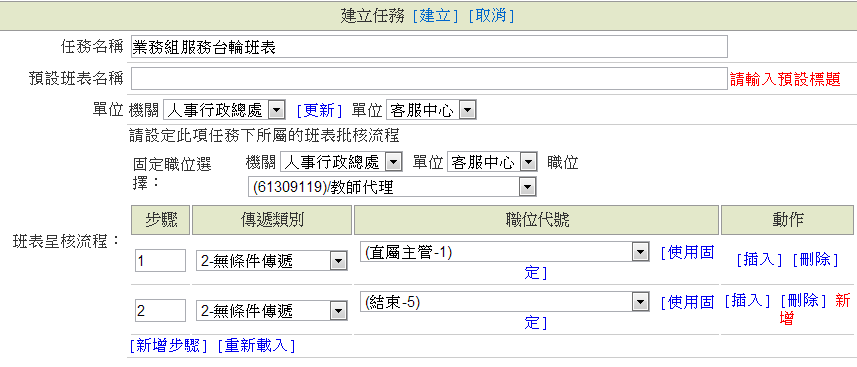 建立任務 [建立] [取消]
任務名稱 業務組服務台輪班表
預設班表名稱 請輸入預設標題
單位 機關 人事行政總處 [更新] 單位 客服中心
請設定此項任務下所屬的班表批核流程
固定職位選擇： 機關 人事行政總處 單位 客服中心 職位
(61309119)/教師代理
班表呈核流程：
步驟 傳遞類別 職位代號 動作
1 2-無條件傳遞 (直屬主管-1) [使用固定] [插入] [刪除]
2 2-無條件傳遞 (結束-5) [使用固定] [插入] [刪除] 新增
[新增步驟] [重新載入]